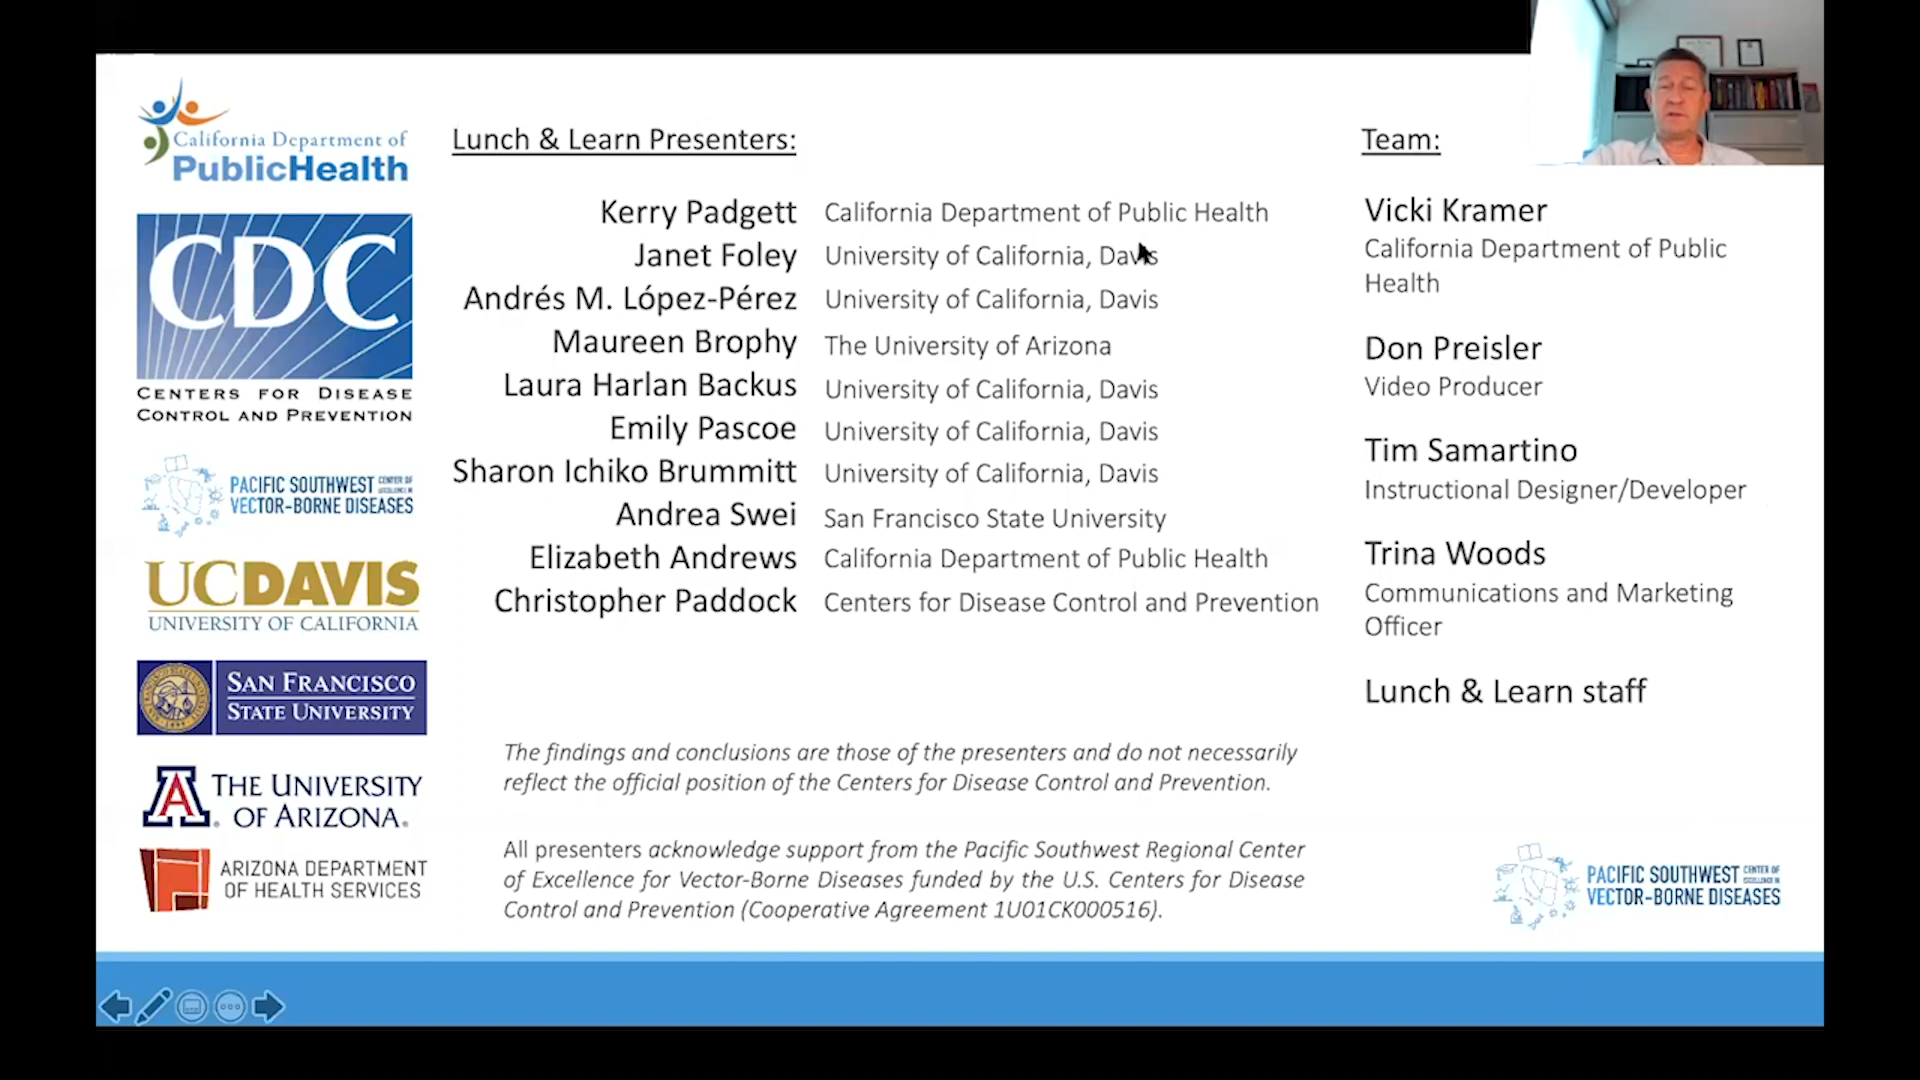 California Department of
PublicHealth
CDC
CENTERS FOR DISEASE
CONTROL AND PREVENTION
PACIFIC SOUTHWEST CENTER OF EXCELLENCE IN
VECTOR-BORNE DISEASES
UCDAVIS
UNIVERSITY OF CALIFORNIA
SAN FRANCISCO
STATE UNIVERSITY
A
THE UNIVERSITY
OF ARIZONA
ARIZONA DEPARTMENT
OF HEALTH SERVICES
Lunch & Learn Presenters:
Kerry Padgett California Department of Public Health
Janet Foley University of California, Davis
Andrés M. López-Pérez University of California, Davis
Maureen Brophy The University of Arizona
Laura Harlan Backus University of California, Davis
Emily Pascoe University of California, Davis
Sharon Ichiko Brummitt University of California, Davis
Andrea Swei San Francisco State University
Elizabeth Andrews California Department of Public Health
Christopher Paddock Centers for Disease Control and Prevention
The findings and conclusions are those of the presenters and do not necessarily
reflect the official position of the Centers for Disease Control and Prevention.
All presenters acknowledge support from the Pacific Southwest Regional Center
of Excellence for Vector-Borne Diseases funded by the U.S. Centers for Disease
Control and Prevention (Cooperative Agreement 1U01CK000516).
Team:
Vicki Kramer
California Department of Public
Health
Don Preisler
Video Producer
Tim Samartino
Instructional Designer/Developer
Trina Woods
Communications and Marketing
Officer
Lunch & Learn staff
PACIFIC SOUTHWEST CENTER OF EXCELLENCE IN
VECTOR-BORNE DISEASES